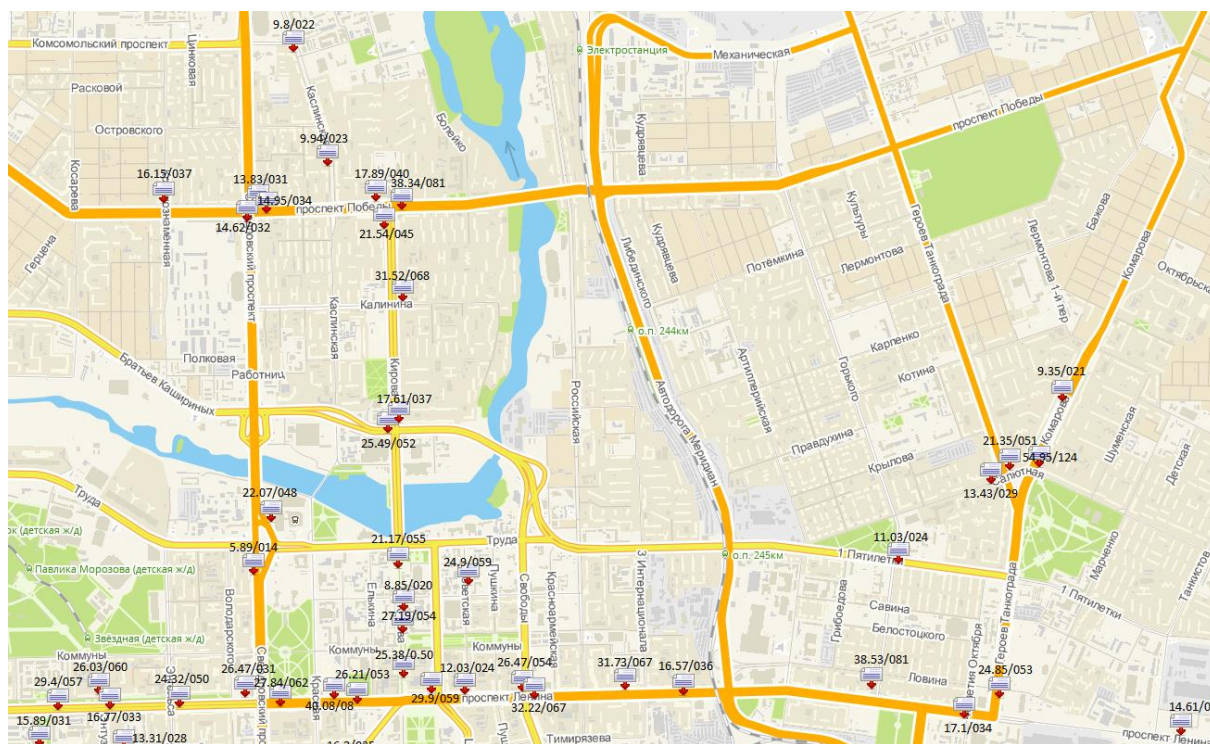 9.8/022
Комсомольский проспект
Цинковая
Электростанция
Механическая
Расковой
Каслинская
Болейко
Островского
9.94/023
Кудрявцева
проспект Победы
Косарева
16.15/037
13.83/031
17.89/040
38.34/081
14.95/034
проспект Победы
14.62/032
21.54/045
Герцена
Либединского
Кудрявцева
Культуры
Потёмкина
Лермонтова
Героев Танкограда
Лермонтова 1-й пер
Бажова
Комарова
31.52/068
Калинина
Каслинская
о.п. 244км
Карпенко
Полковая
Работниц
Братьев Кашириных
Кирова
Российская
Автодорога Меридиан
Артиллерийская
Горького
Котина
9.35/021
Комарова
17.61/037
25.49/052
Правдухина
Крылова
21.35/051
54.95/124
Салютная
13.43/029
Шуменская
Детская
Труда
22.07/048
21.17/055
Труда
5.89/014
о.п. 245км
11.03/024
1 Пятилетки
Марченко
Танкистов
Павлика Морозова (детская ж/д)
24.9/059
Пушкина
Свободы
Красноармейская
3 Интернационала
Грибоедова
Савина
1 Пятилетки
Елькина
8.85/020
27.19/054
Володарского
Белостоцкого
Героев Танкограда
Звёздная (детская ж/д)
Коммуны
Коммуны
25.38/0.50
26.03/060
26.47/031
26.21/053
12.03/024
26.47/054
31.73/067
16.57/036
38.53/081
Ловина
24.85/053
29.4/057
24.32/050
27.84/062
40.08/08
29.9/059
проспект Ленина
32.22/067
15.89/031
16.77/033
13.31/028
17.1/034
14.61/0
Тимирязева
проспект Ленина